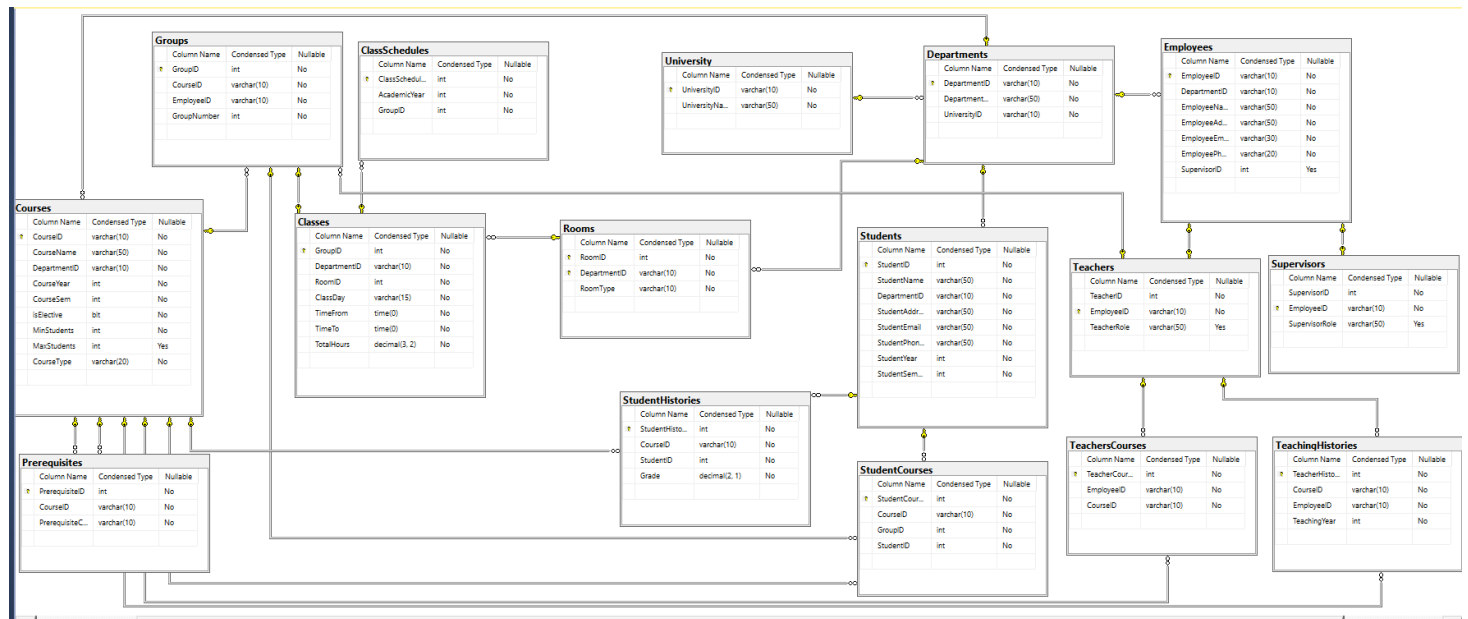 Groups
Column Name Condensed Type Nullable
GroupID int No
CourseID varchar(10) No
EmployeeID varchar(10) No
GroupNumber int No
ClassSchedules
Column Name Condensed Type Nullable
ClassSchedul... int No
AcademicYear int No
GroupID int No
University
Column Name Condensed Type Nullable
UniversityID varchar(10) No
UniversityNa... varchar(50) No
Departments
Column Name Condensed Type Nullable
DepartmentID varchar(10) No
Department... varchar(50) No
UniversityID varchar(10) No
Employees
Column Name Condensed Type Nullable
EmployeeID varchar(10) No
DepartmentID varchar(10) No
EmployeeNa... varchar(50) No
EmployeeAd... varchar(50) No
EmployeeEm... varchar(30) No
EmployeePh... varchar(20) No
SupervisorID int Yes
Courses
Column Name Condensed Type Nullable
CourseID varchar(10) No
CourseName varchar(50) No
DepartmentID varchar(10) No
CourseYear int No
CourseSem int No
IsElective bit No
MinStudents int No
MaxStudents int Yes
CourseType varchar(20) No
Classes
Column Name Condensed Type Nullable
GroupID int No
DepartmentID varchar(10) No
RoomID int No
ClassDay varchar(15) No
TimeFrom time(0) No
TimeTo time(0) No
TotalHours decimal(3, 2) No
Rooms
Column Name Condensed Type Nullable
RoomID int No
DepartmentID varchar(10) No
RoomType varchar(10) No
Students
Column Name Condensed Type Nullable
StudentID int No
StudentName varchar(50) No
DepartmentID varchar(10) No
StudentAddr... varchar(50) No
StudentEmail varchar(50) No
StudentPhon... varchar(50) No
StudentYear int No
StudentSem... int No
Teachers
Column Name Condensed Type Nullable
TeacherID int No
EmployeeID varchar(10) No
TeacherRole varchar(50) Yes
Supervisors
Column Name Condensed Type Nullable
SupervisorID int No
EmployeeID varchar(10) No
SupervisorRole varchar(50) Yes
StudentHistories
Column Name Condensed Type Nullable
StudentHisto... int No
CourseID varchar(10) No
StudentID int No
Grade decimal(2, 1) No
Prerequisites
Column Name Condensed Type Nullable
PrerequisiteID int No
CourseID varchar(10) No
PrerequisiteC... varchar(10) No
StudentCourses
Column Name Condensed Type Nullable
StudentCour... int No
CourseID varchar(10) No
GroupID int No
StudentID int No
TeachersCourses
Column Name Condensed Type Nullable
TeacherCour... int No
EmployeeID varchar(10) No
CourseID varchar(10) No
TeachingHistories
Column Name Condensed Type Nullable
TeacherHisto... int No
CourseID varchar(10) No
EmployeeID varchar(10) No
TeachingYear int No